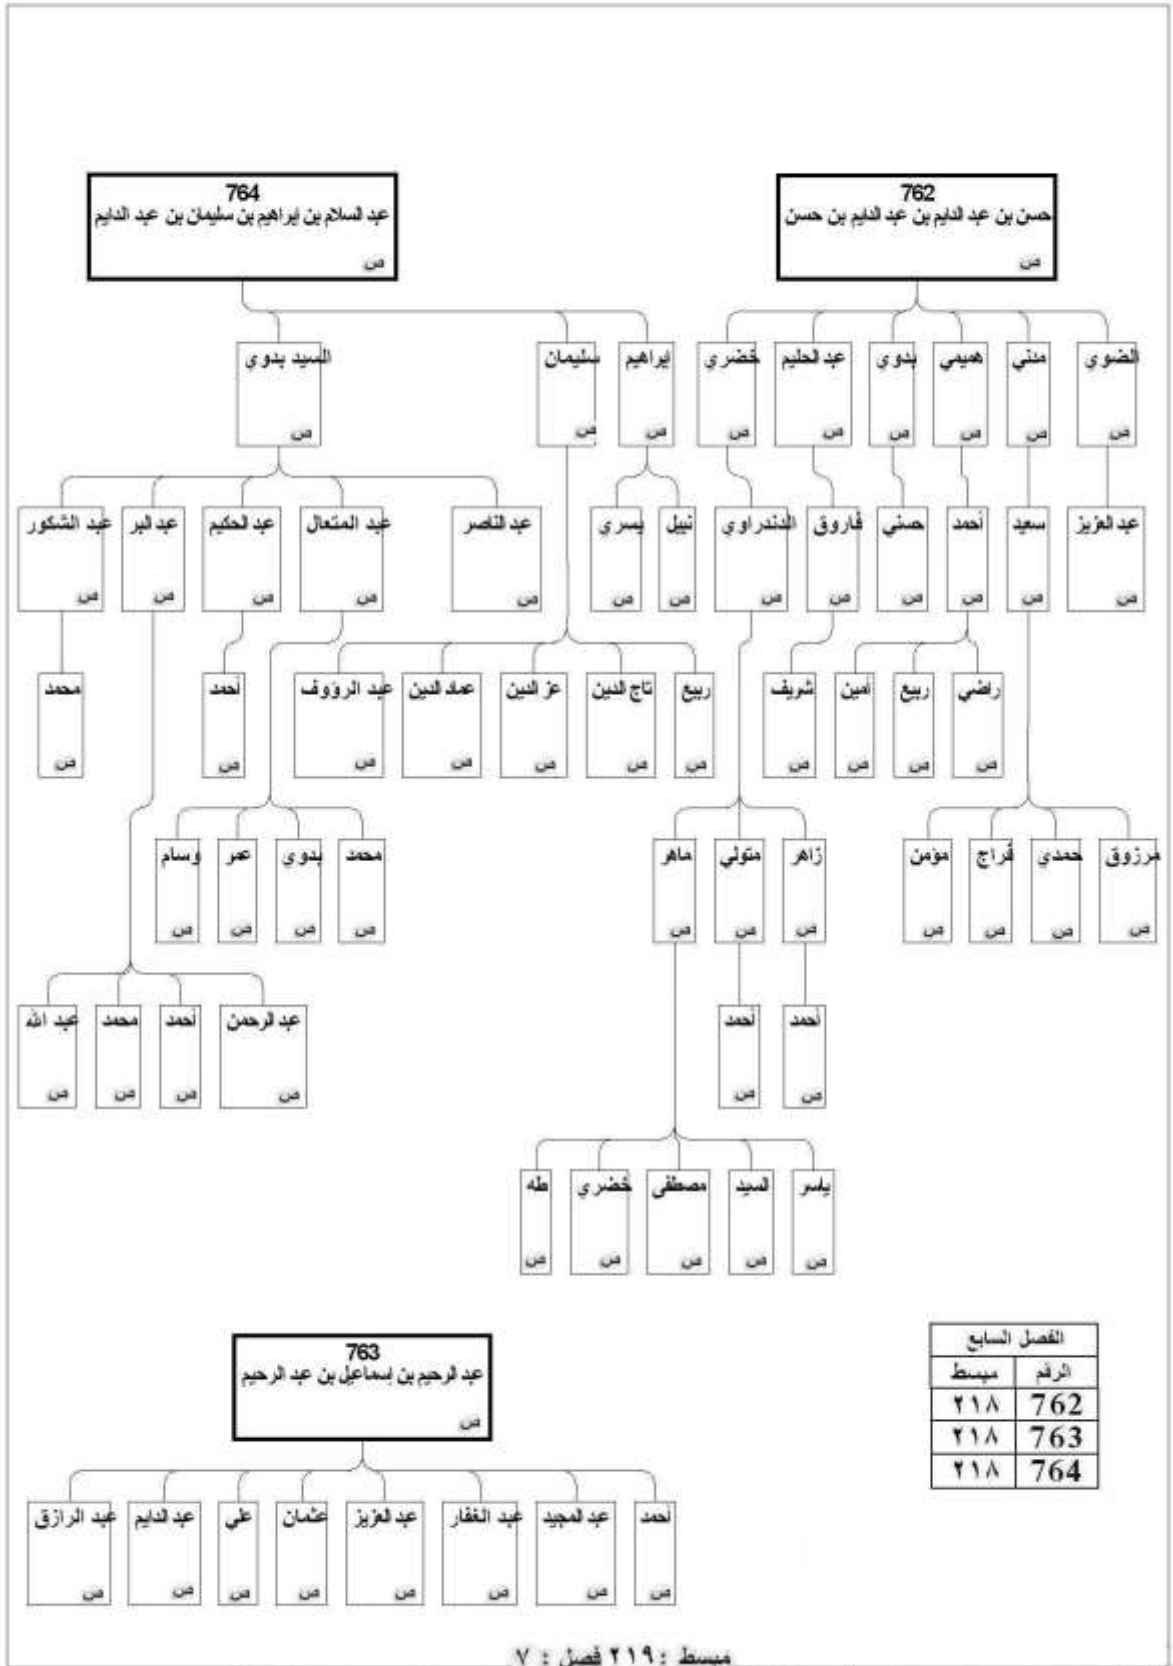 762
حسن بن عبد الدايم بن عبد الدايم بن حسن
ص
764
عبد السلام بن إبراهيم بن سليمان بن عبد الدايم
ص
الضوي
ص
مدني
ص
هميمي
ص
بدوي
ص
عبد الحليم
ص
خضري
ص
إبراهيم
ص
سليمان
ص
السيد بدوي
ص
عبد العزيز
ص
سعيد
ص
أحمد
ص
حسني
ص
فاروق
ص
الدندراوي
ص
نبيل
ص
يسري
ص
عبد الناصر
ص
عبد المتعال
ص
عبد الحكيم
ص
عبد البر
ص
عبد الشكور
ص
راضي
ص
ربيع
ص
أمين
ص
شريف
ص
ربيع
ص
تاج الدين
ص
عز الدين
ص
عماد الدين
ص
عبد الرؤوف
ص
أحمد
ص
محمد
ص
مرزوق
ص
حمدي
ص
فراج
ص
مؤمن
ص
زاهر
ص
متولي
ص
ماهر
ص
محمد
ص
بدوي
ص
عمر
ص
وسام
ص
أحمد
ص
أحمد
ص
عبد الرحمن
ص
أحمد
ص
محمد
ص
عبد الله
ص
ياسر
ص
السيد
ص
مصطفى
ص
خضري
ص
طه
ص
الفصل السابع
الرقم مبسط
762 ٢١٨
763 ٢١٨
764 ٢١٨
763
عبد الرحيم بن إسماعيل بن عبد الرحيم
ص
أحمد
ص
عبد المجيد
ص
عبد الغفار
ص
عبد العزيز
ص
عثمان
ص
علي
ص
عبد الدايم
ص
عبد الرازق
ص
مبسط : ٢١٩ فصل : ٧